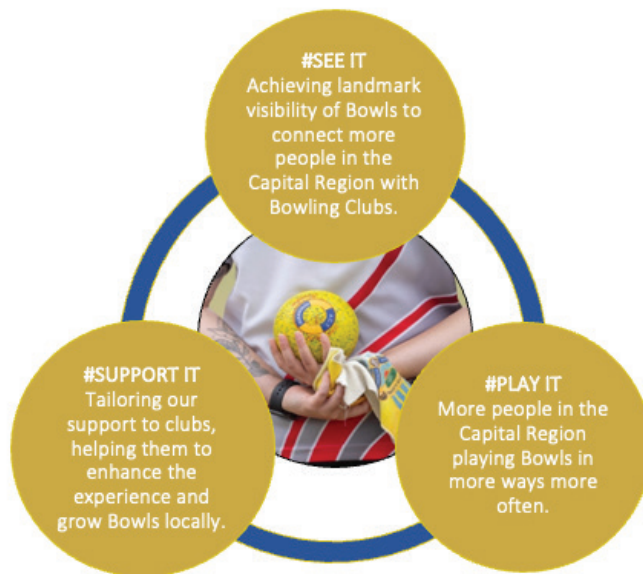 #SEE IT
Achieving landmark
visibility of Bowls to
connect more
people in the
Capital Region with
Bowling Clubs.
#SUPPORT IT
Tailoring our
support to clubs,
helping them to
enhance the
experience and
grow Bowls locally.
#PLAY IT
More people in the
Capital Region
playing Bowls in
more ways more
often.